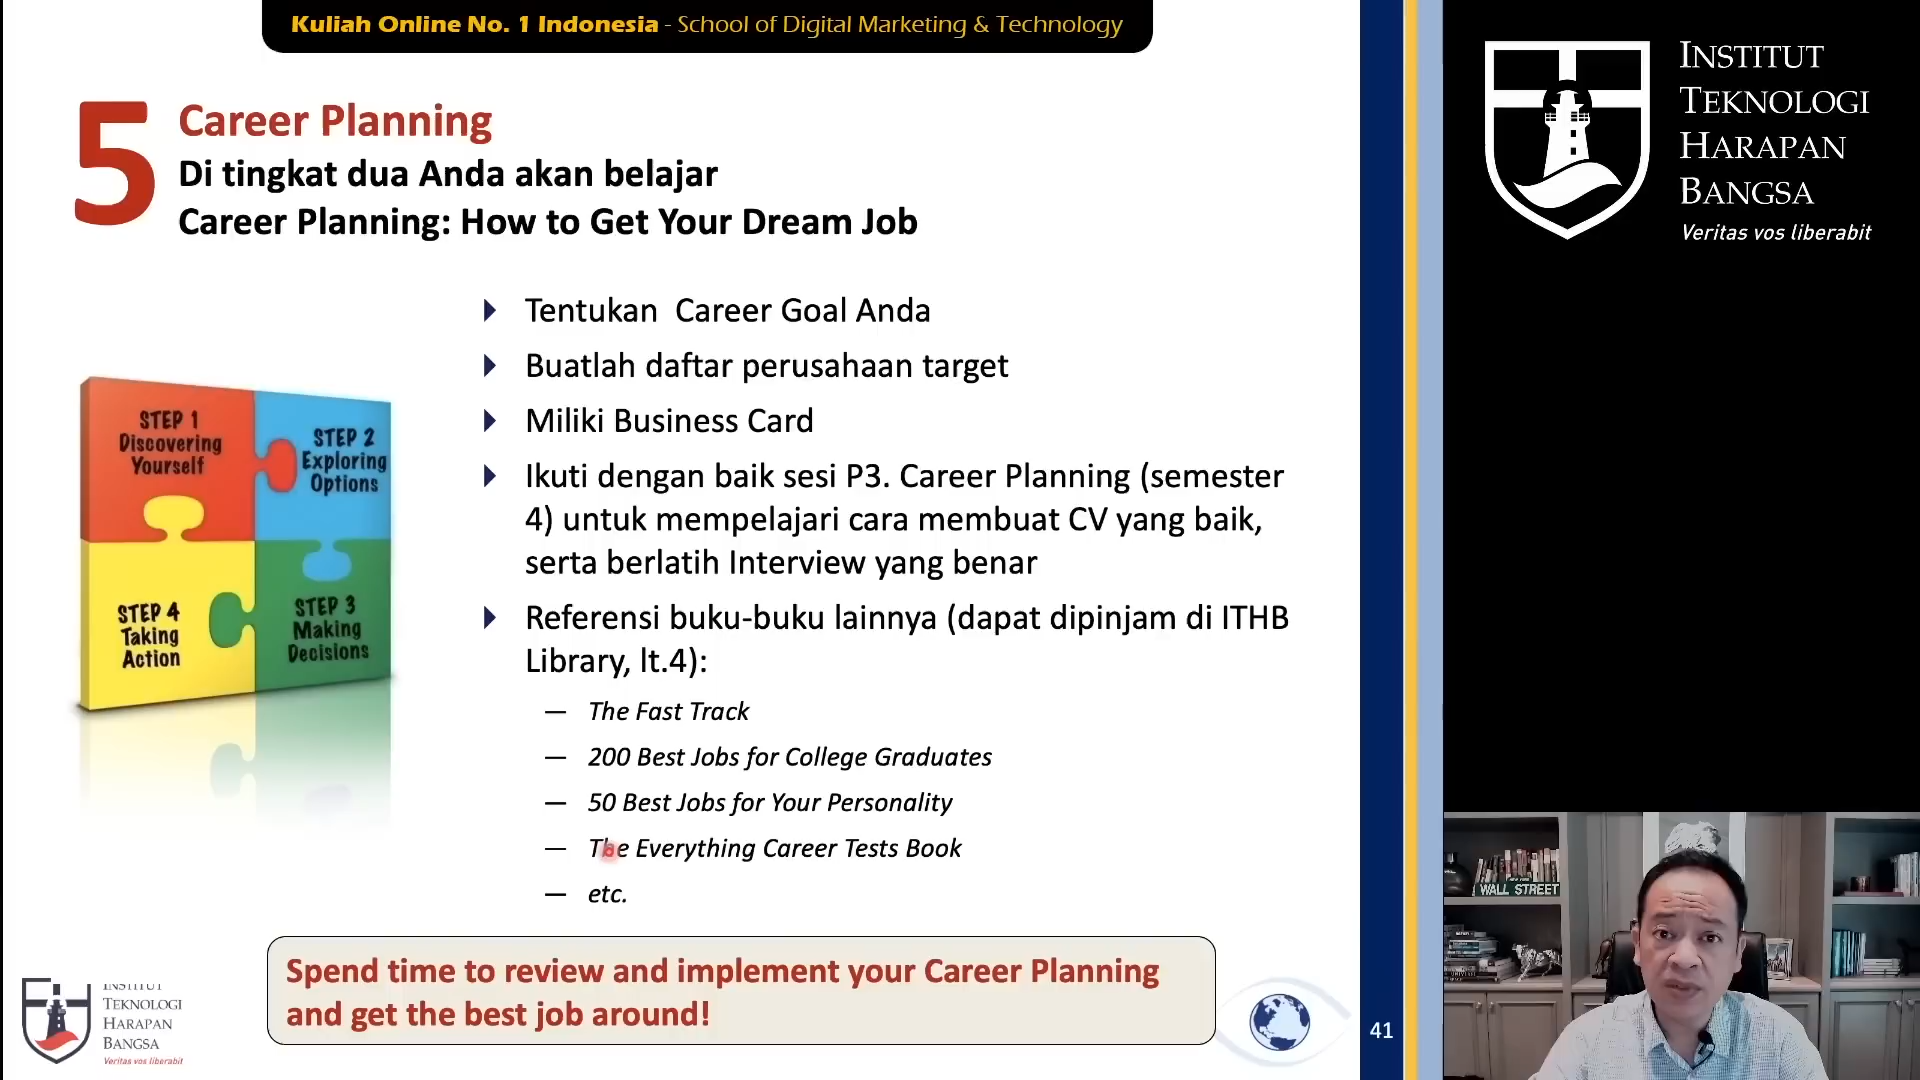 Kuliah Online No. 1 Indonesia - School of Digital Marketing & Technology
5
Career Planning
Di tingkat dua Anda akan belajar
Career Planning: How to Get Your Dream Job
Tentukan Career Goal Anda
Buatlah daftar perusahaan target
Miliki Business Card
Ikuti dengan baik sesi P3. Career Planning (semester
4) untuk mempelajari cara membuat CV yang baik,
serta berlatih Interview yang benar
Referensi buku-buku lainnya (dapat dipinjam di ITHB
Library, lt.4):
— The Fast Track
— 200 Best Jobs for College Graduates
— 50 Best Jobs for Your Personality
— The Everything Career Tests Book
— etc.
STEP 1
Discovering
Yourself
STEP 2
Exploring
Options
STEP 4
Taking
Action
STEP 3
Making
Decisions
Spend time to review and implement your Career Planning
and get the best job around!
INSTITUT
TEKNOLOGI
HARAPAN
BANGSA
Veritas vos liberabit
41
INSTITUT
TEKNOLOGI
HARAPAN
BANGSA
Veritas vos liberabit
WALL STREET